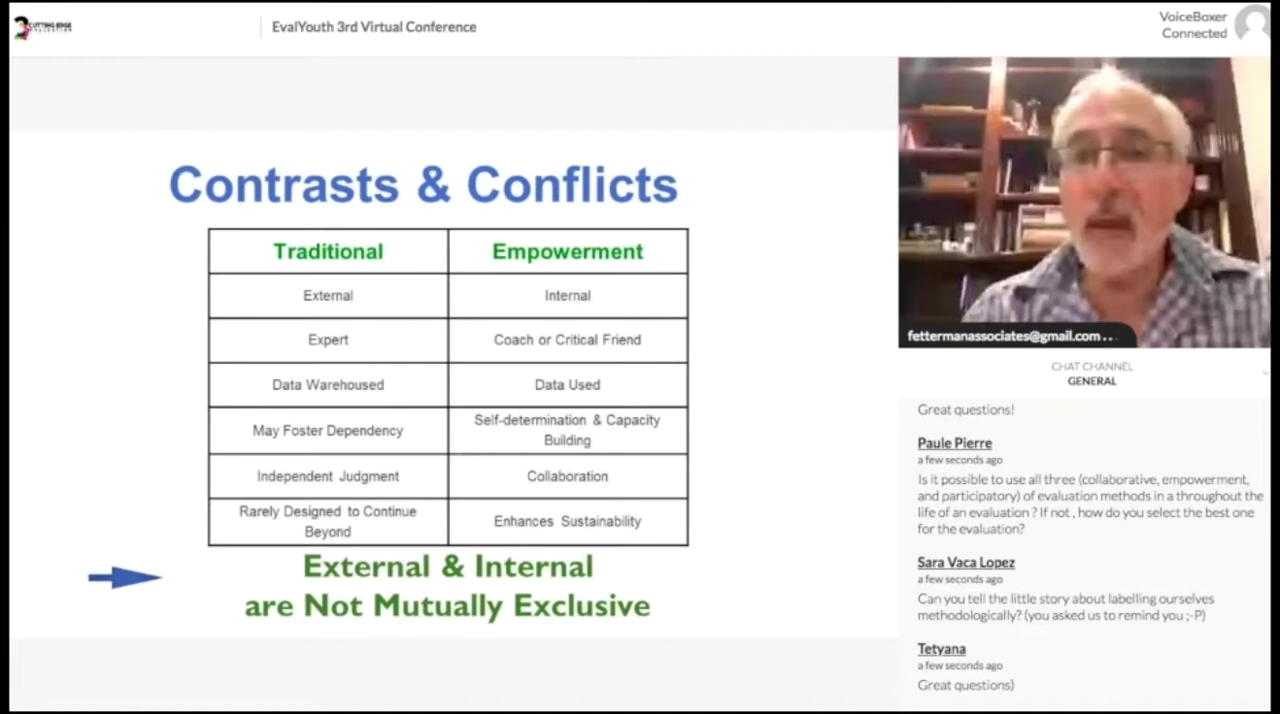 CUTTING EDGE
EvalYouth 3rd Virtual Conference
VoiceBoxer
Connected
Contrasts & Conflicts
Traditional
Empowerment
External
Internal
Expert
Coach or Critical Friend
Data Warehoused
Data Used
May Foster Dependency
Self-determination & Capacity
Building
Independent Judgment
Collaboration
Rarely Designed to Continue
Beyond
Enhances Sustainability
External & Internal
are Not Mutually Exclusive
fettermanassociates@gmail.com ..
CHAT CHANNEL
GENERAL
Great questions!
Paule Pierre
a few seconds ago
Is it possible to use all three (collaborative, empowerment,
and participatory) of evaluation methods in a throughout the
life of an evaluation? If not , how do you select the best one
for the evaluation?
Sara Vaca Lopez
a few seconds ago
Can you tell the little story about labelling ourselves
methodologically? (you asked us to remind you ;-P)
Tetyana
a few seconds ago
Great questions)